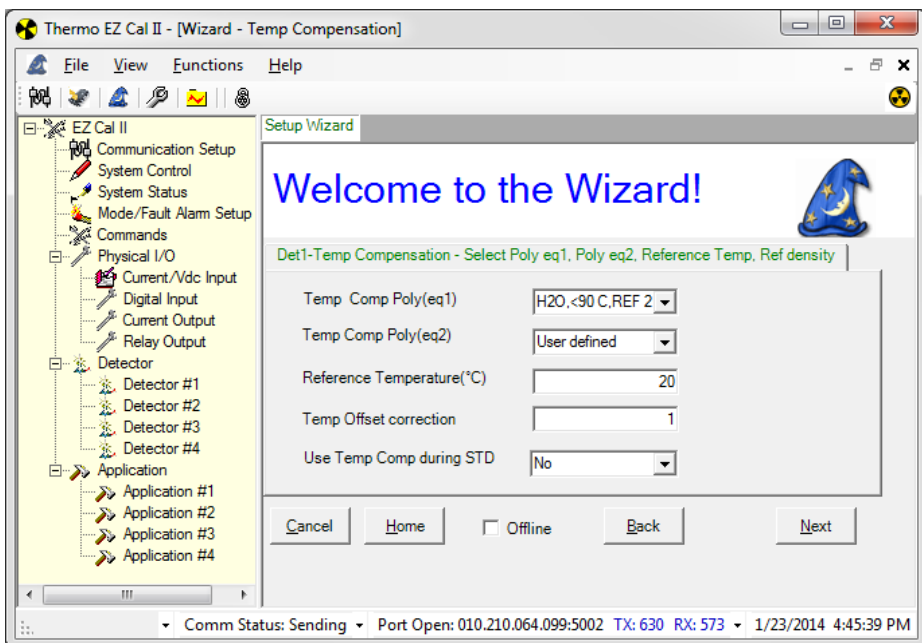 Thermo EZ Cal II - [Wizard - Temp Compensation]
File View Functions Help
EZ Cal II
Communication Setup
System Control
System Status
Mode/Fault Alarm Setup
Commands
Physical I/O
Current/Vdc Input
Digital Input
Current Output
Relay Output
Detector
Detector #1
Detector #2
Detector #3
Detector #4
Application
Application #1
Application #2
Application #3
Application #4
Setup Wizard
Welcome to the Wizard!
Det1-Temp Compensation - Select Poly eq1, Poly eq2, Reference Temp, Ref density
Temp Comp Poly(eq1) H2O,<90 C,REF 2
Temp Comp Poly(eq2) User defined
Reference Temperature(°C) 20
Temp Offset correction 1
Use Temp Comp during STD No
Cancel Home Offline Back Next
Comm Status: Sending Port Open: 010.210.064.099:5002 TX: 630 RX: 573 1/23/2014 4:45:39 PM